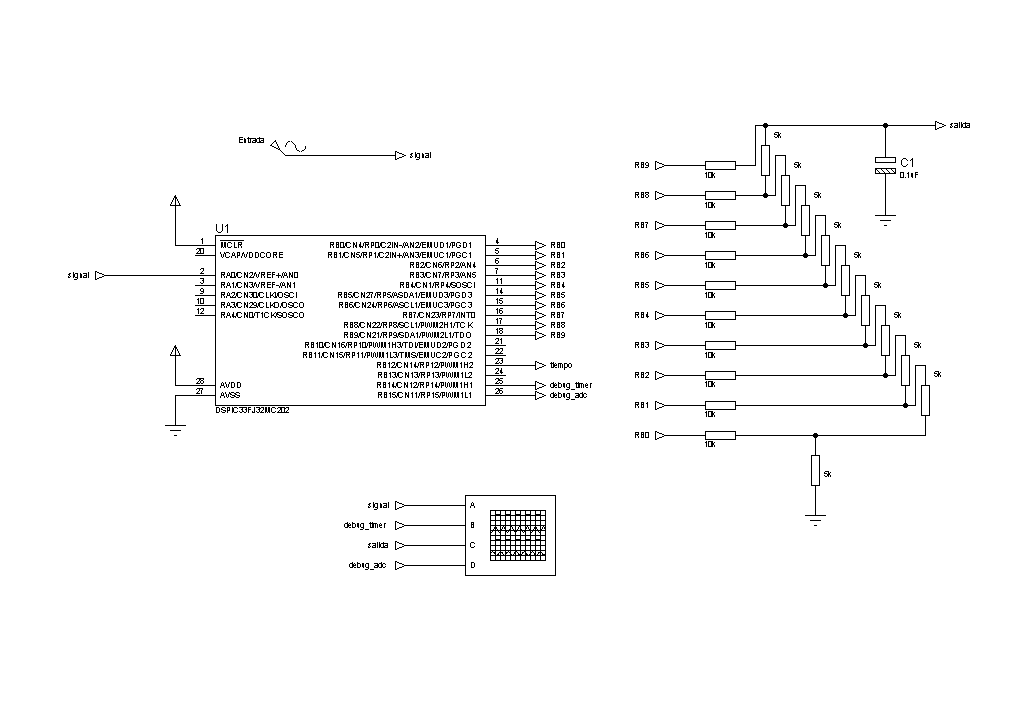 Entrada
signal
U1
1 MCLR
20 VCAP/VDDCORE
signal
2 RA0/CN2/VREF+/AN0
3 RA1/CN3/VREF-/AN1
9 RA2/CN30/CLKI/OSCI
10 RA3/CN29/CLKO/OSCO
12 RA4/CN0/T1CK/SOSCO
28 AVDD
27 AVSS
RB0/CN4/RP0/C2IN-/AN2/EMUD1/PGD1 4 RB0
RB1/CN5/RP1/C2IN+/AN3/EMUC1/PGC1 5 RB1
RB2/CN6/RP2/AN4 6 RB2
RB3/CN7/RP3/AN5 7 RB3
RB4/CN1/RP4/SOSCI 11 RB4
RB5/CN27/RP5/ASDA1/EMUD3/PGD3 14 RB5
RB6/CN24/RP6/ASCL1/EMUC3/PGC3 15 RB6
RB7/CN23/RP7/INT0 16 RB7
RB8/CN22/RP8/SCL1/PWM2H1/TCK 17 RB8
RB9/CN21/RP9/SDA1/PWM2L1/TDO 18 RB9
RB10/CN16/RP10/PWM1H3/TDI/EMUD2/PGD2 21
RB11/CN15/RP11/PWM1L3/TMS/EMUC2/PGC2 22
RB12/CN14/RP12/PWM1H2 23 tiempo
RB13/CN13/RP13/PWM1L2 24
RB14/CN12/RP14/PWM1H1 25 debug_timer
RB15/CN11/RP15/PWM1L1 26 debug_adc
DSPIC33FJ32MC202
signal A
debug_timer B
salida C
debug_adc D
salida
5k
C1
0.1uF
RB9 10k
5k
RB8 10k
5k
RB7 10k
5k
RB6 10k
5k
RB5 10k
5k
RB4 10k
5k
RB3 10k
5k
RB2 10k
5k
RB1 10k
RB0 10k
5k